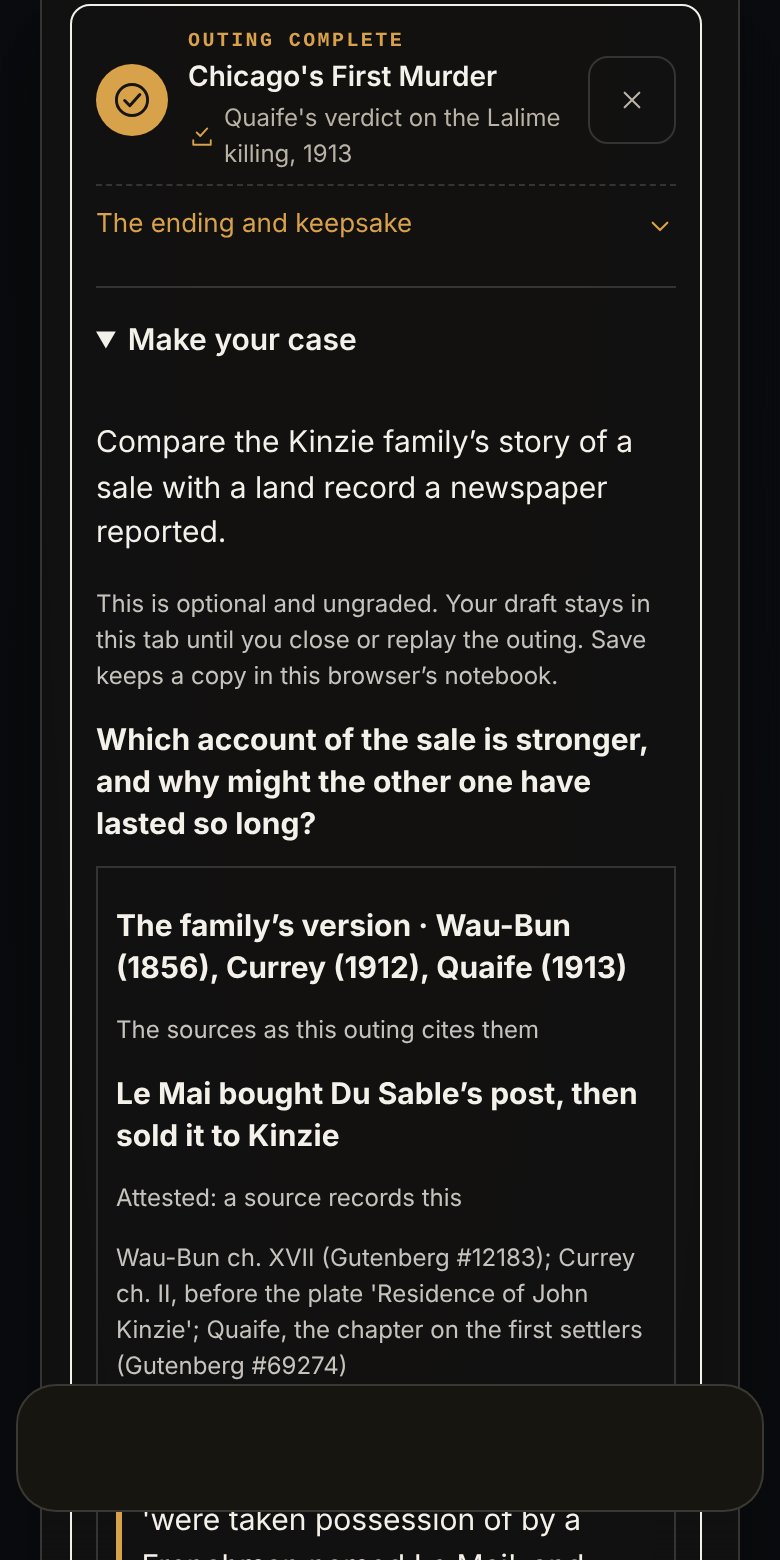 OUTING COMPLETE
Chicago's First Murder
Quaife's verdict on the Lalime
killing, 1913
The ending and keepsake
▼ Make your case
Compare the Kinzie family’s story of a
sale with a land record a newspaper
reported.
This is optional and ungraded. Your draft stays in
this tab until you close or replay the outing. Save
keeps a copy in this browser’s notebook.
Which account of the sale is stronger,
and why might the other one have
lasted so long?
The family’s version · Wau-Bun
(1856), Currey (1912), Quaife (1913)
The sources as this outing cites them
Le Mai bought Du Sable’s post, then
sold it to Kinzie
Attested: a source records this
Wau-Bun ch. XVII (Gutenberg #12183); Currey
ch. II, before the plate 'Residence of John
Kinzie'; Quaife, the chapter on the first settlers
(Gutenberg #69274)
'were taken possession of by a